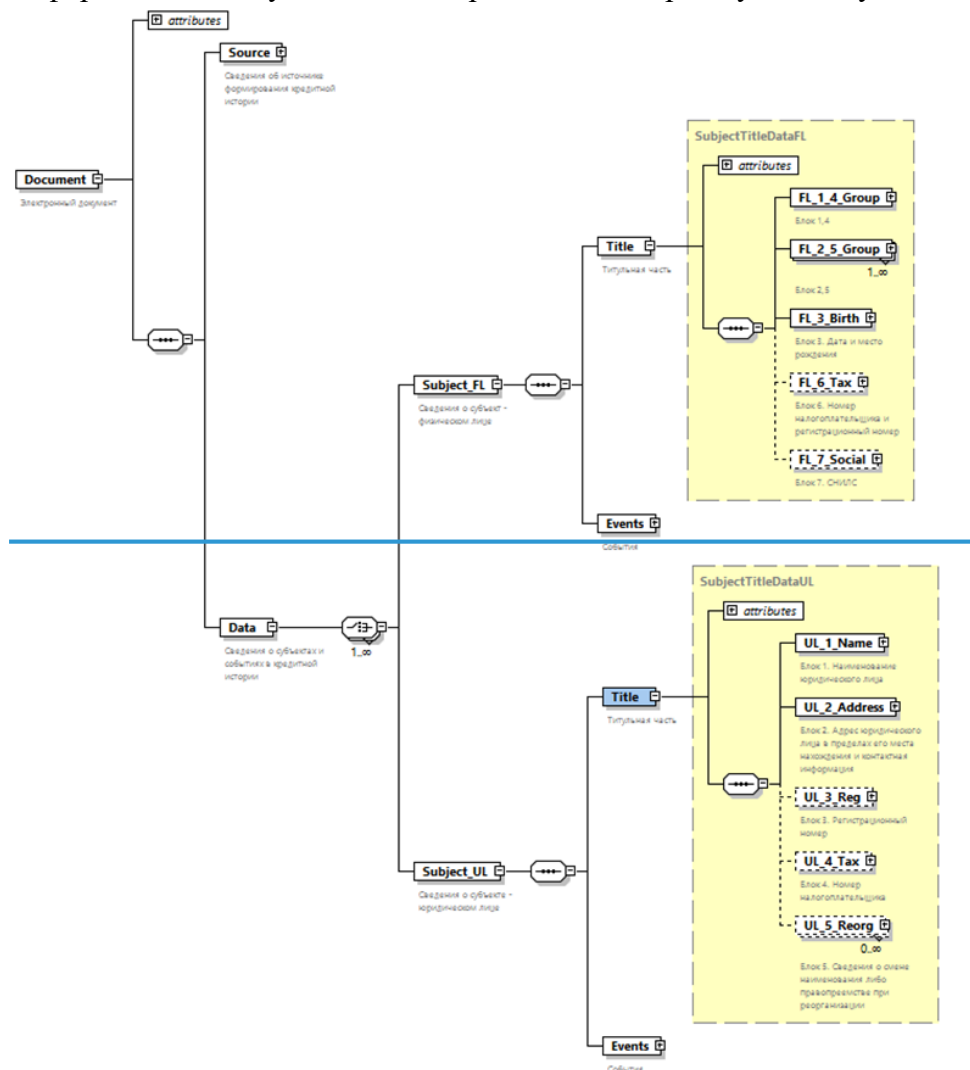 attributes
Source
Сведения об источнике
формирования кредитной
истории
SubjectTitleDataFL
attributes
Document
Электронный документ
FL_1_4_Group
Блок 1,4
Title
Титульная часть
FL_2_5_Group
1..∞
Блок 2,5
FL_3_Birth
Блок 3. Дата и место
рождения
Subject_FL
Сведения о субъект -
физическом лице
FL_6_Tax
Блок 6. Номер
налогоплательщика и
регистрационный номер
FL_7_Social
Блок 7. СНИЛС
Events
События
SubjectTitleDataUL
attributes
Data
1..∞
Сведения о субъектах и
событиях в кредитной
истории
UL_1_Name
Блок 1. Наименование
юридического лица
Title
Титульная часть
UL_2_Address
Блок 2. Адрес юридического
лица в пределах его места
нахождения и контактная
информация
UL_3_Reg
Блок 3. Регистрационный
номер
UL_4_Tax
Блок 4. Номер
налогоплательщика
Subject_UL
Сведения о субъекте -
юридическом лице
UL_5_Reorg
0..∞
Блок 5. Сведения о смене
наименования либо
правопреемстве при
реорганизации
Events
События